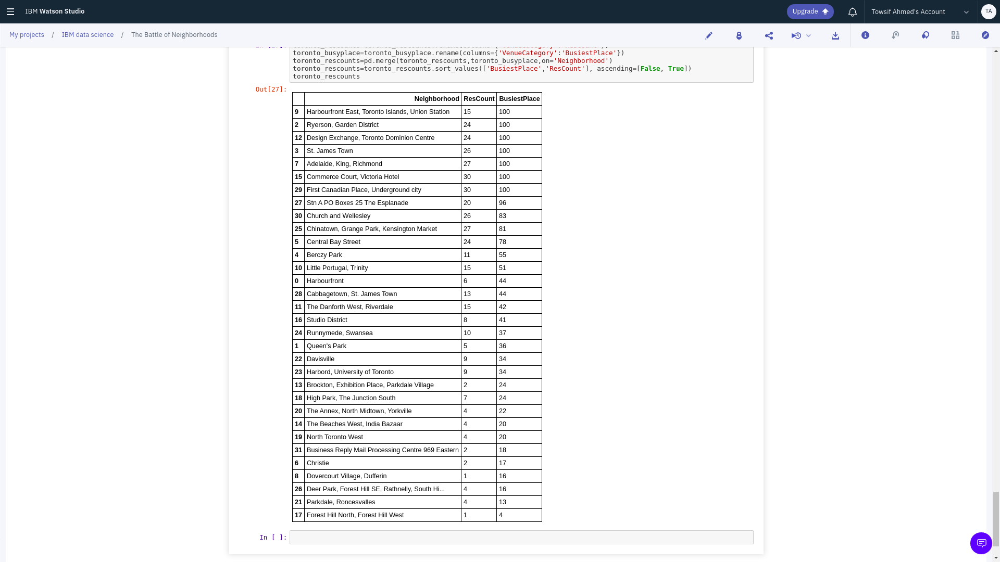 IBM Watson Studio
Upgrade
Towsif Ahmed's Account
TA
My projects / IBM data science / The Battle of Neighborhoods
toronto_busyplace=toronto_busyplace.rename(columns={'VenueCategory':'BusiestPlace'})
toronto_rescounts=pd.merge(toronto_rescounts,toronto_busyplace,on='Neighborhood')
toronto_rescounts=toronto_rescounts.sort_values(['BusiestPlace','ResCount'], ascending=[False, True])
toronto_rescounts
Out[27]:
Neighborhood ResCount BusiestPlace
9 Harbourfront East, Toronto Islands, Union Station 15 100
2 Ryerson, Garden District 24 100
12 Design Exchange, Toronto Dominion Centre 24 100
3 St. James Town 26 100
7 Adelaide, King, Richmond 27 100
15 Commerce Court, Victoria Hotel 30 100
29 First Canadian Place, Underground city 30 100
27 Stn A PO Boxes 25 The Esplanade 20 96
30 Church and Wellesley 26 83
25 Chinatown, Grange Park, Kensington Market 27 81
5 Central Bay Street 24 78
4 Berczy Park 11 55
10 Little Portugal, Trinity 15 51
0 Harbourfront 6 44
28 Cabbagetown, St. James Town 13 44
11 The Danforth West, Riverdale 15 42
16 Studio District 8 41
24 Runnymede, Swansea 10 37
1 Queen's Park 5 36
22 Davisville 9 34
23 Harbord, University of Toronto 9 34
13 Brockton, Exhibition Place, Parkdale Village 2 24
18 High Park, The Junction South 7 24
20 The Annex, North Midtown, Yorkville 4 22
14 The Beaches West, India Bazaar 4 20
19 North Toronto West 4 20
31 Business Reply Mail Processing Centre 969 Eastern 2 18
6 Christie 2 17
8 Dovercourt Village, Dufferin 1 16
26 Deer Park, Forest Hill SE, Rathnelly, South Hi... 4 16
21 Parkdale, Roncesvalles 4 13
17 Forest Hill North, Forest Hill West 1 4
In [ ]: